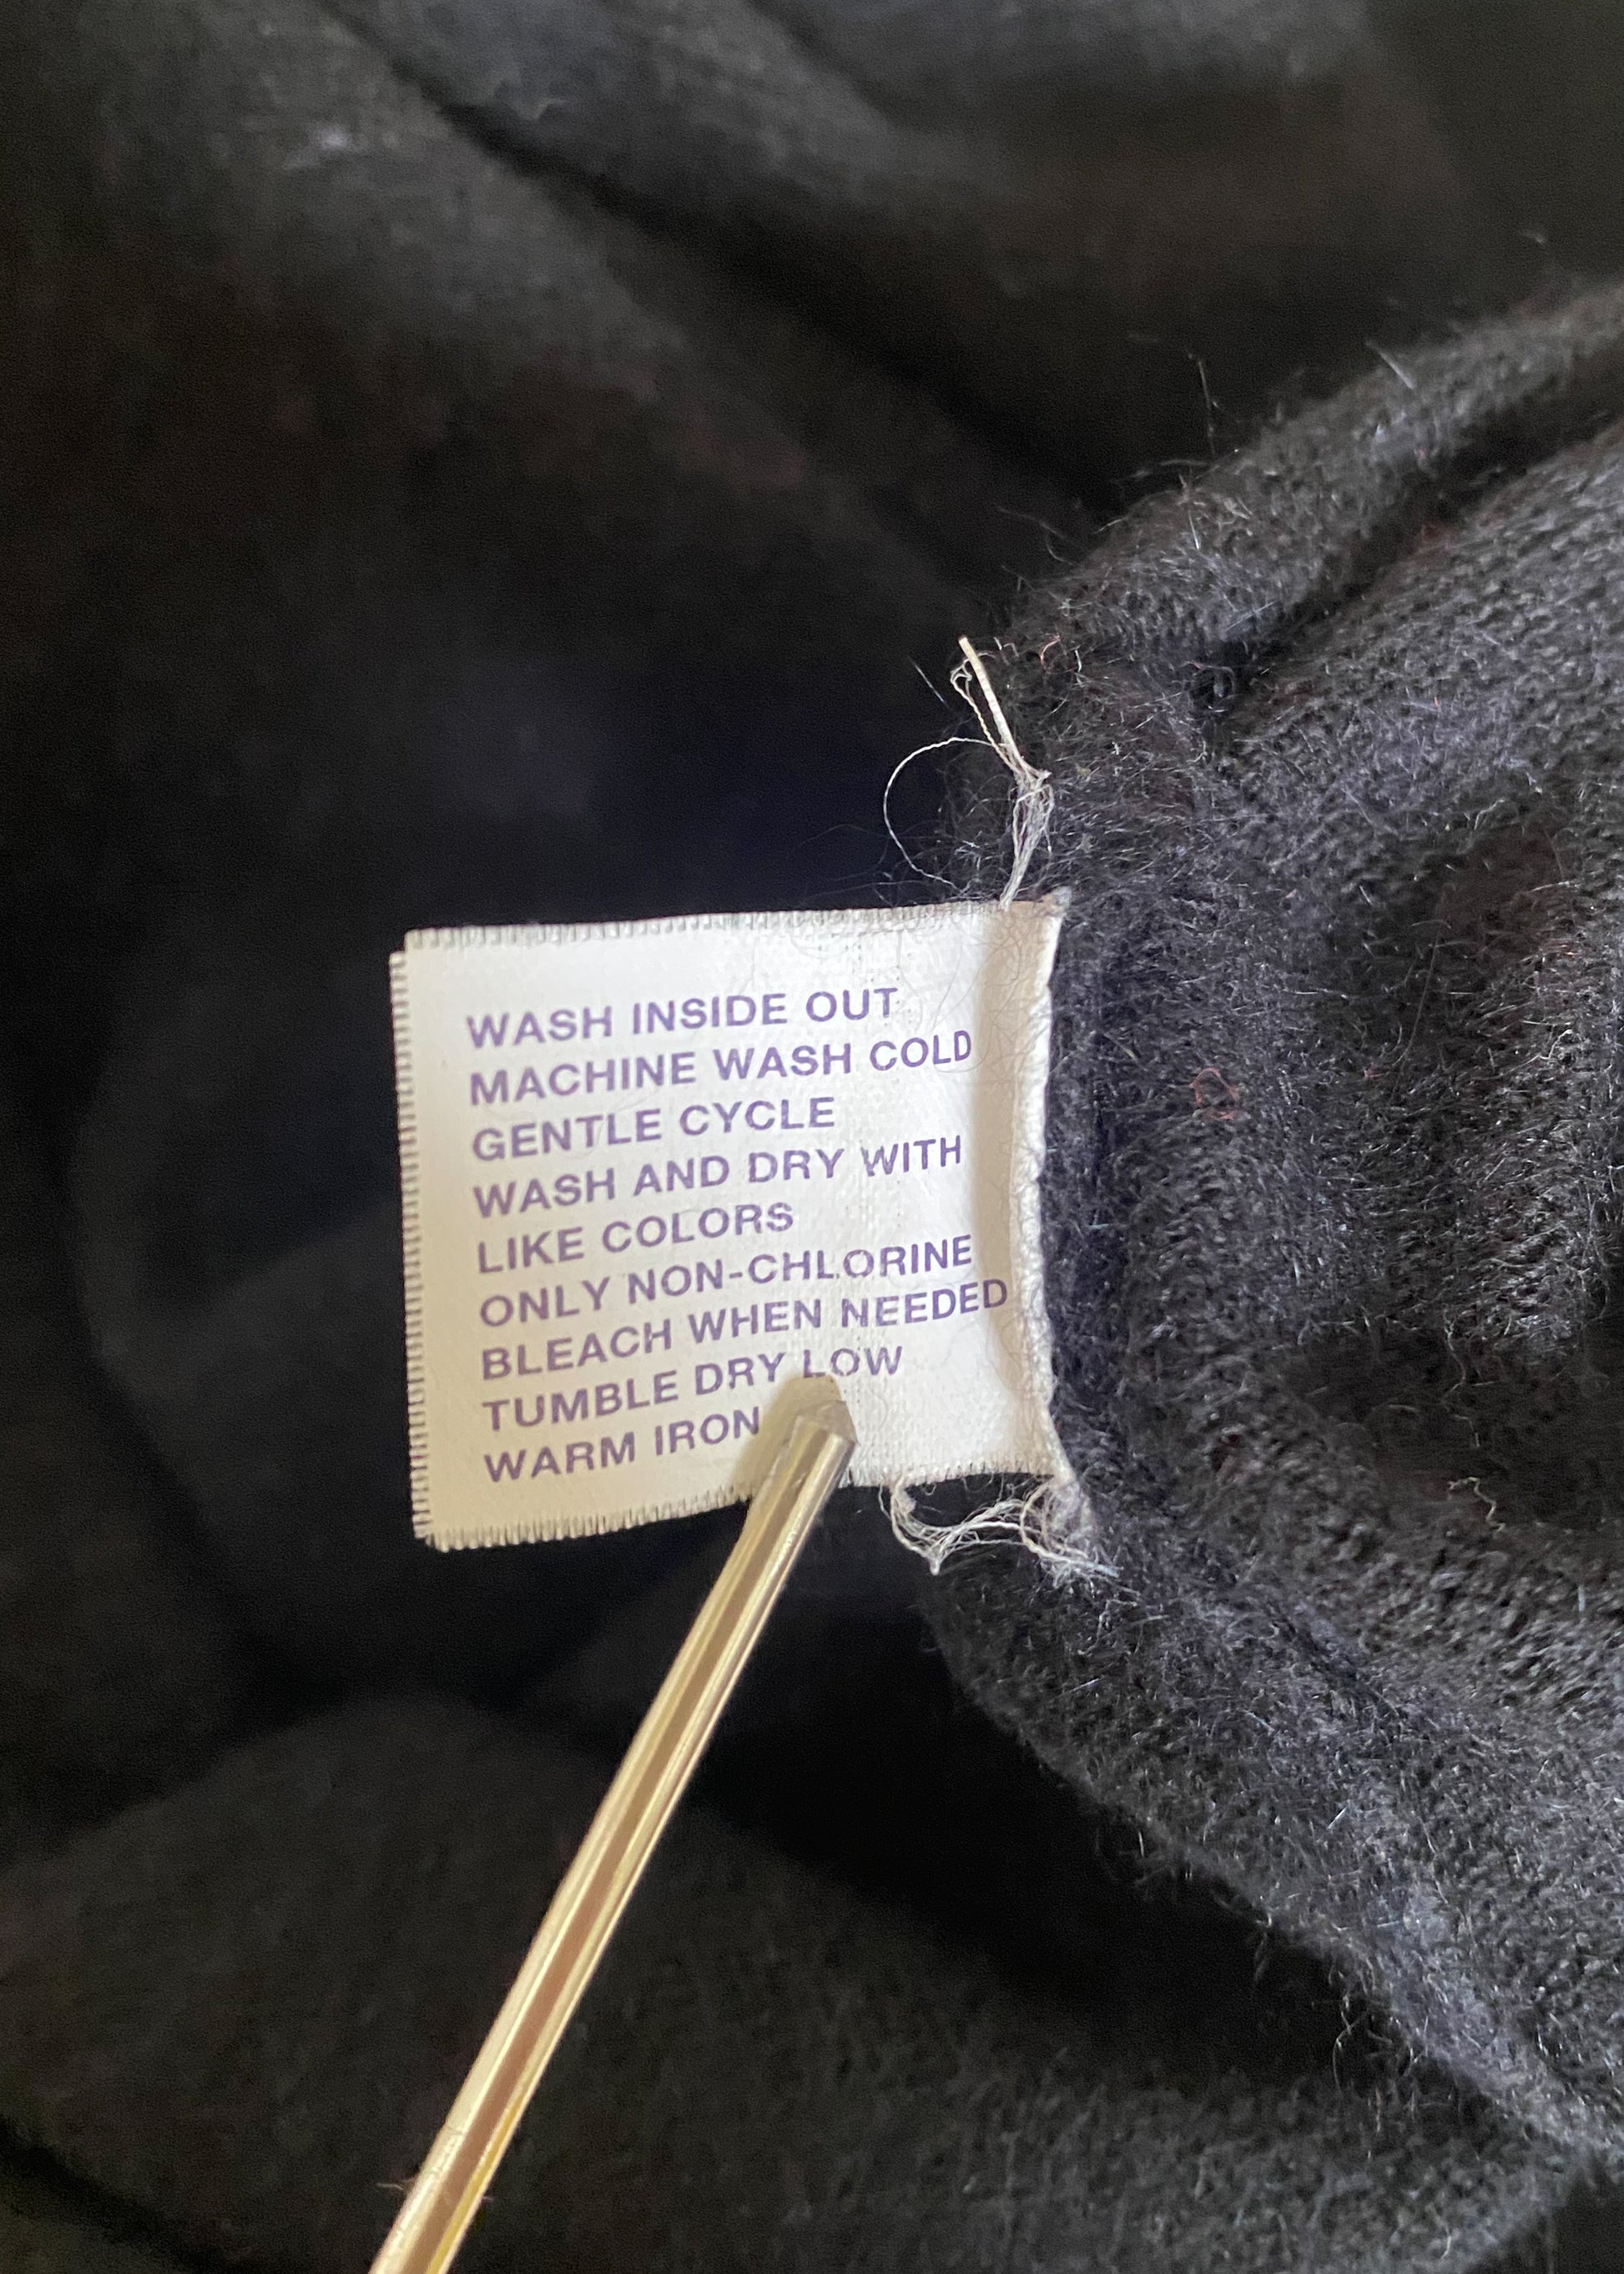 WASH INSIDE OUT
MACHINE WASH COLD
GENTLE CYCLE
WASH AND DRY WITH
LIKE COLORS
ONLY NON-CHLORINE
BLEACH WHEN NEEDED
TUMBLE DRY LOW
WARM IRON